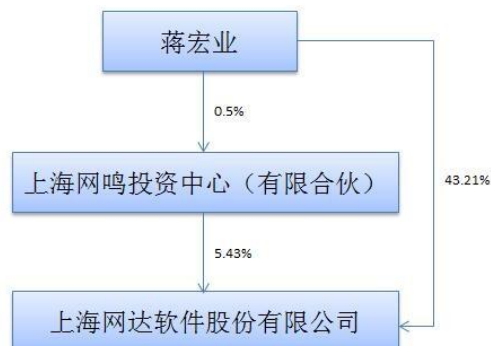 蒋宏业
0.5%
上海网鸣投资中心（有限合伙）
43.21%
5.43%
上海网达软件股份有限公司